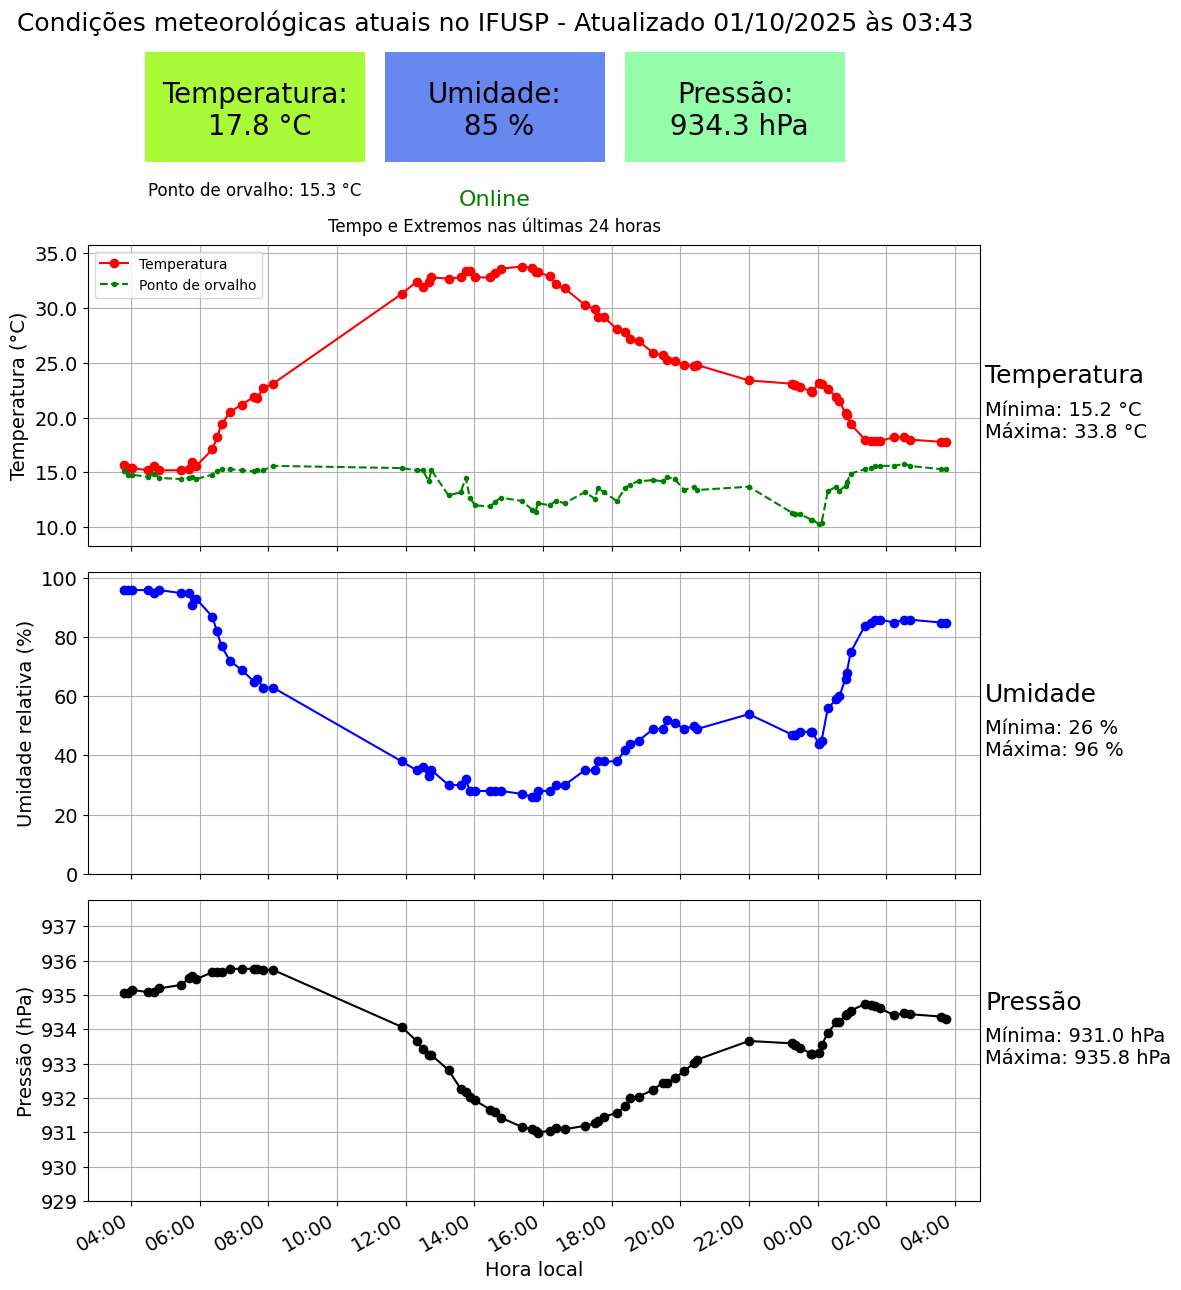 Condições meteorológicas atuais no IFUSP - Atualizado 01/10/2025 às 03:43
Temperatura:
17.8 °C
Umidade:
85 %
Pressão:
934.3 hPa
Ponto de orvalho: 15.3 °C
Online
Tempo e Extremos nas últimas 24 horas
Temperatura
Ponto de orvalho
Temperatura (°C)
35.0
30.0
25.0
20.0
15.0
10.0
Temperatura
Mínima: 15.2 °C
Máxima: 33.8 °C
Umidade relativa (%)
100
80
60
40
20
0
Umidade
Mínima: 26 %
Máxima: 96 %
Pressão (hPa)
937
936
935
934
933
932
931
930
929
Pressão
Mínima: 931.0 hPa
Máxima: 935.8 hPa
04:00 06:00 08:00 10:00 12:00 14:00 16:00 18:00 20:00 22:00 00:00 02:00 04:00
Hora local